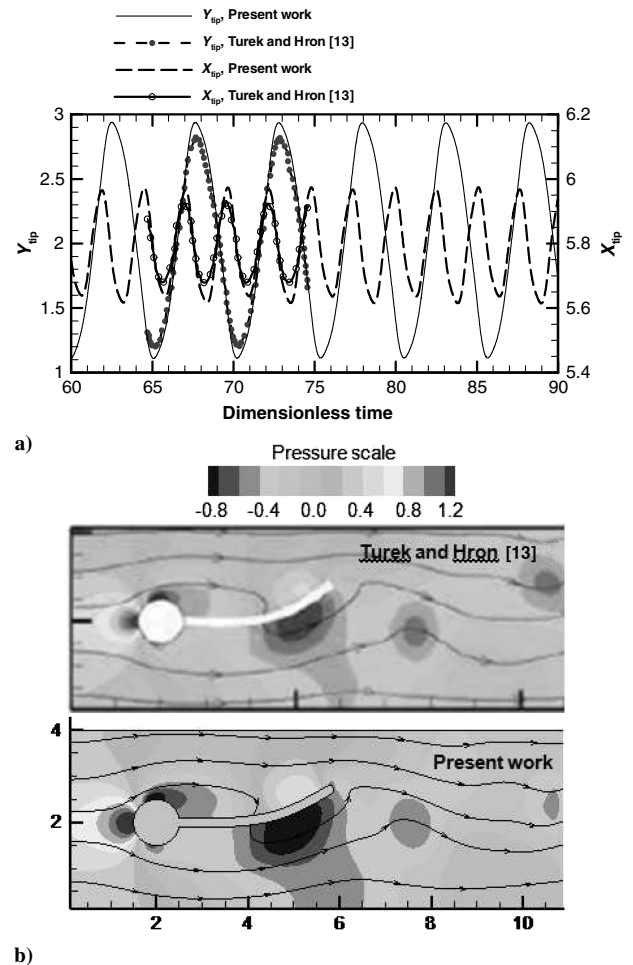 Y_tip, Present work
Y_tip, Turek and Hron [13]
X_tip, Present work
X_tip, Turek and Hron [13]
3 6.2
2.5 6
Y_tip 2 5.8 X_tip
1.5 5.6
1 5.4
60 65 70 75 80 85 90
Dimensionless time
a)
Pressure scale
-0.8 -0.4 0.0 0.4 0.8 1.2
Turek and Hron [13]
4
Present work
2
2 4 6 8 10
b)